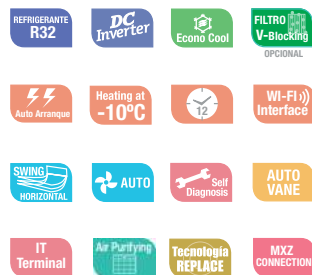 REFRIGERANTE
R32
DC
Inverter
Econo Cool
FILTRO
V-Blocking
OPCIONAL
Auto Arranque
Heating at
-10ºC
12
WI-FI
Interface
SWING
HORIZONTAL
AUTO
Self
Diagnosis
AUTO
VANE
IT
Terminal
Air Purifying
Tecnología
REPLACE
MXZ
CONNECTION